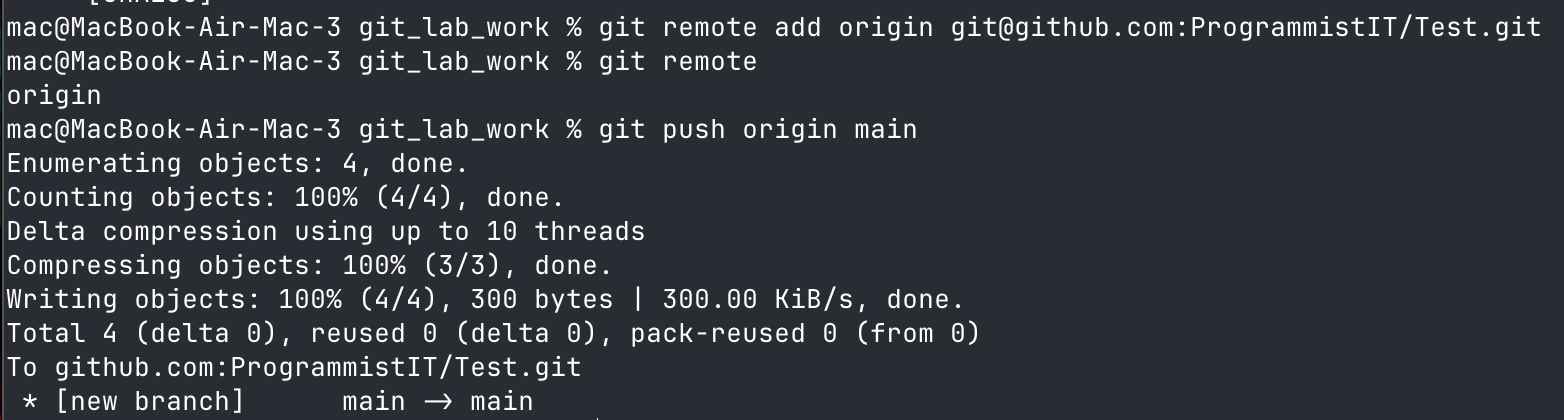 mac@MacBook-Air-Mac-3 git_lab_work % git remote add origin git@github.com:ProgrammistIT/Test.git
mac@MacBook-Air-Mac-3 git_lab_work % git remote
origin
mac@MacBook-Air-Mac-3 git_lab_work % git push origin main
Enumerating objects: 4, done.
Counting objects: 100% (4/4), done.
Delta compression using up to 10 threads
Compressing objects: 100% (3/3), done.
Writing objects: 100% (4/4), 300 bytes | 300.00 KiB/s, done.
Total 4 (delta 0), reused 0 (delta 0), pack-reused 0 (from 0)
To github.com:ProgrammistIT/Test.git
 * [new branch]      main -> main